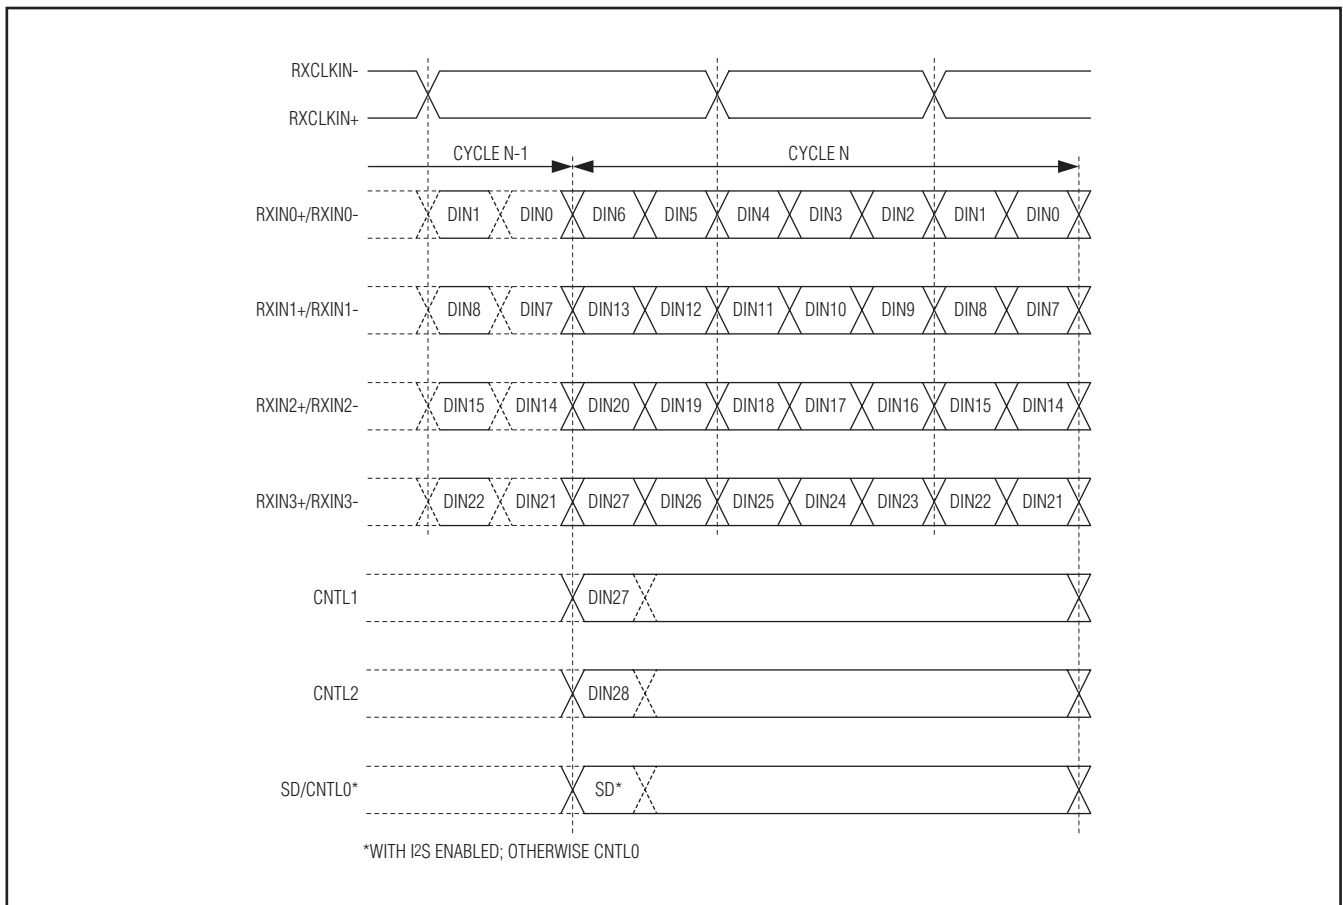 RXCLKIN-
RXCLKIN+
CYCLE N-1 CYCLE N
RXIN0+/RXIN0- DIN1 DIN0 DIN6 DIN5 DIN4 DIN3 DIN2 DIN1 DIN0
RXIN1+/RXIN1- DIN8 DIN7 DIN13 DIN12 DIN11 DIN10 DIN9 DIN8 DIN7
RXIN2+/RXIN2- DIN15 DIN14 DIN20 DIN19 DIN18 DIN17 DIN16 DIN15 DIN14
RXIN3+/RXIN3- DIN22 DIN21 DIN27 DIN26 DIN25 DIN24 DIN23 DIN22 DIN21
CNTL1 DIN27
CNTL2 DIN28
SD/CNTL0* SD*
*WITH I2S ENABLED; OTHERWISE CNTL0